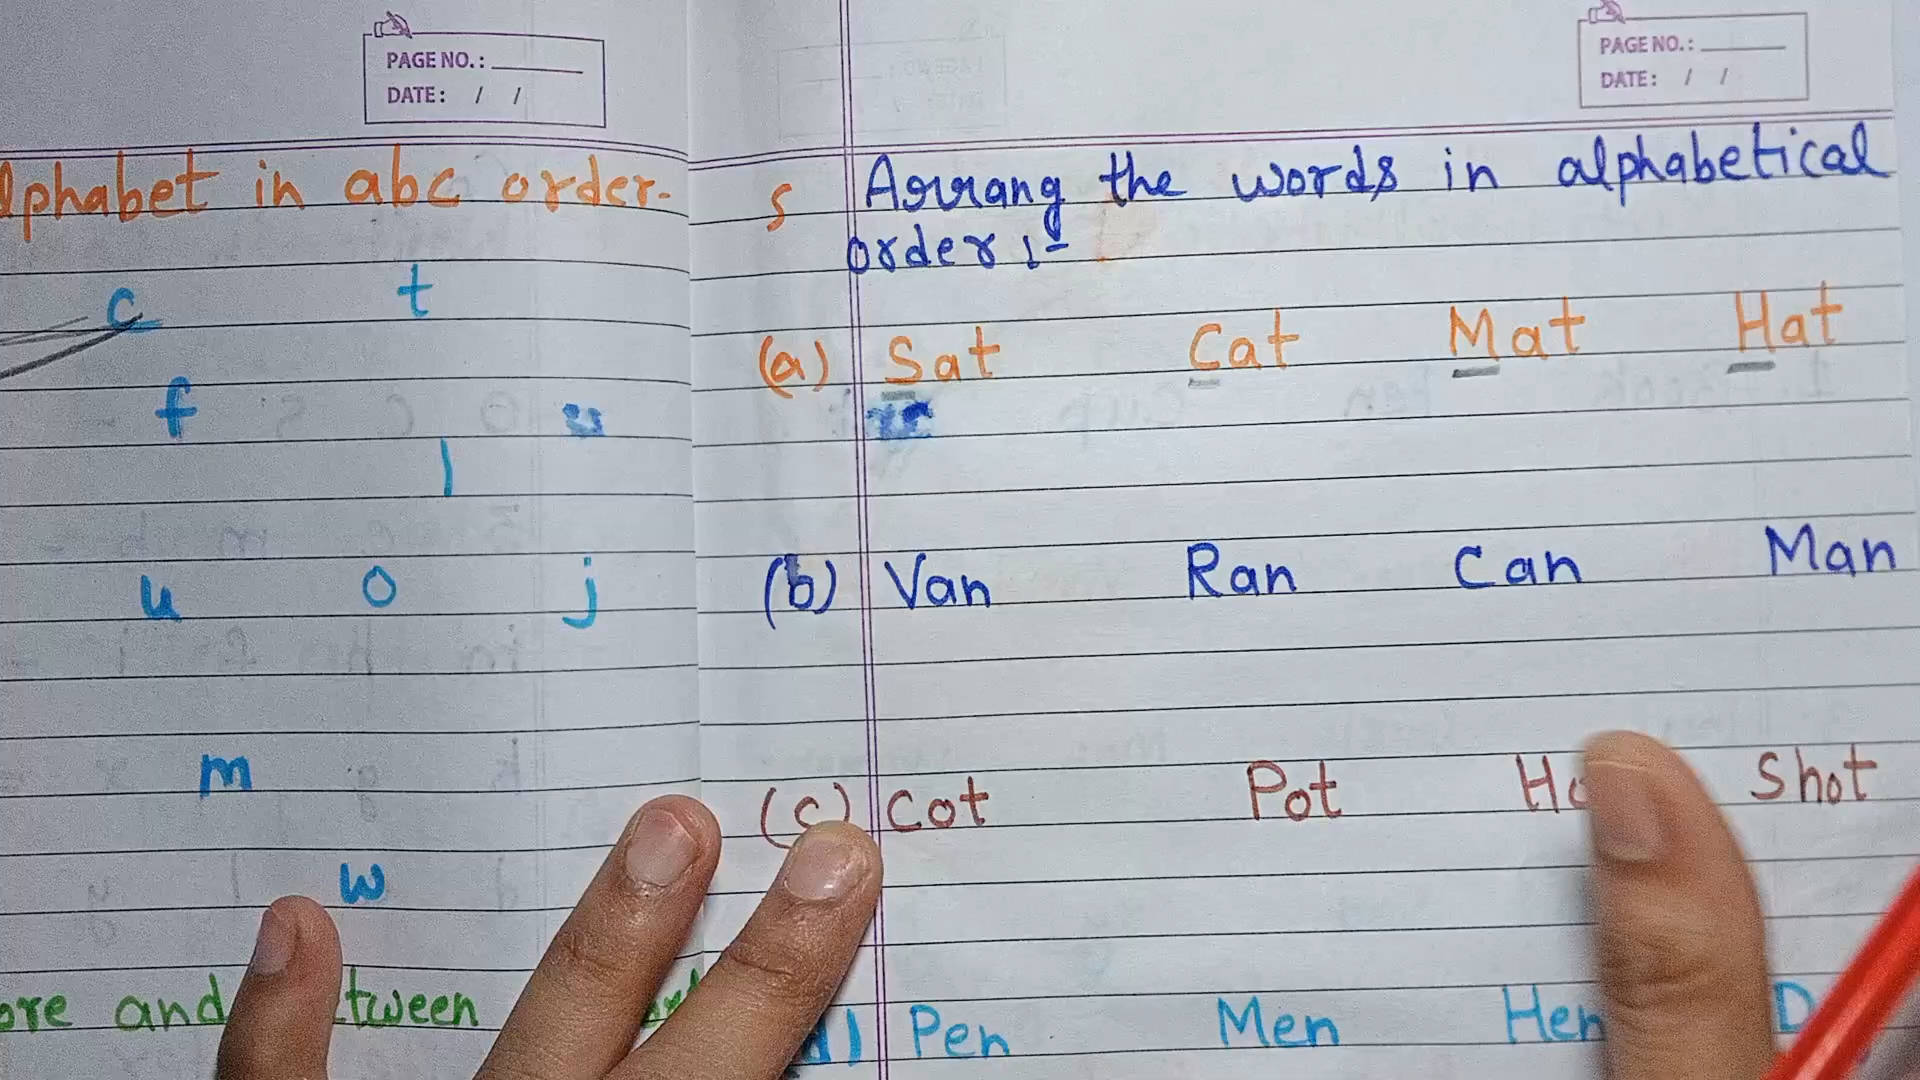 PAGE NO.:
DATE: / /
lphabet in abc order.
c t
f u
l
u o j
m
w
ore and tween
PAGE NO.:
DATE: / /
s Arrang the words in alphabetical
order :-
(a) Sat Cat Mat Hat
(b) Van Ran Can Man
(c) Cot Pot Shot
Pen Men Hen